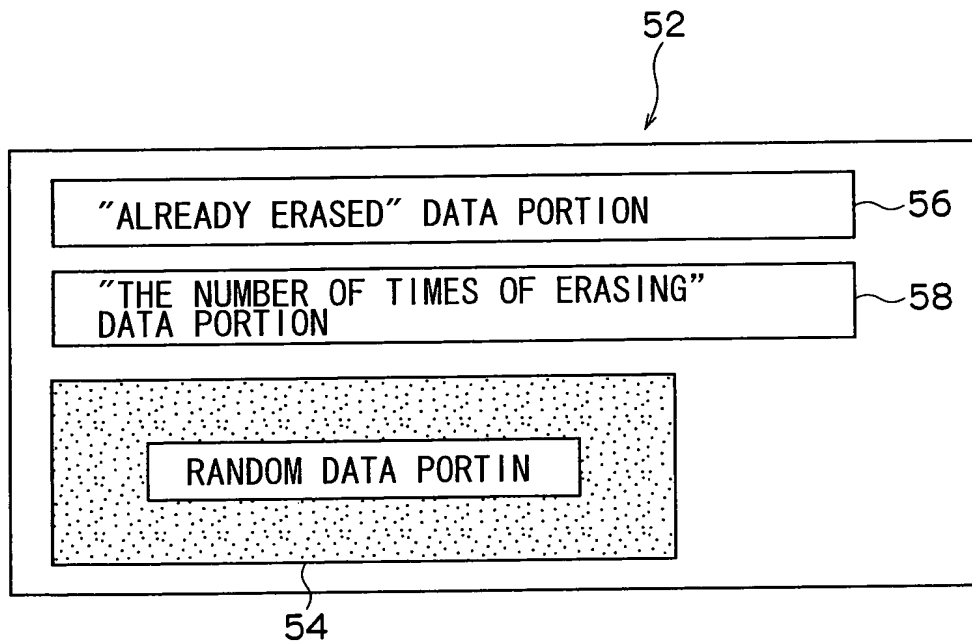 52
"ALREADY ERASED" DATA PORTION
56
"THE NUMBER OF TIMES OF ERASING"
DATA PORTION
58
RANDOM DATA PORTIN
54